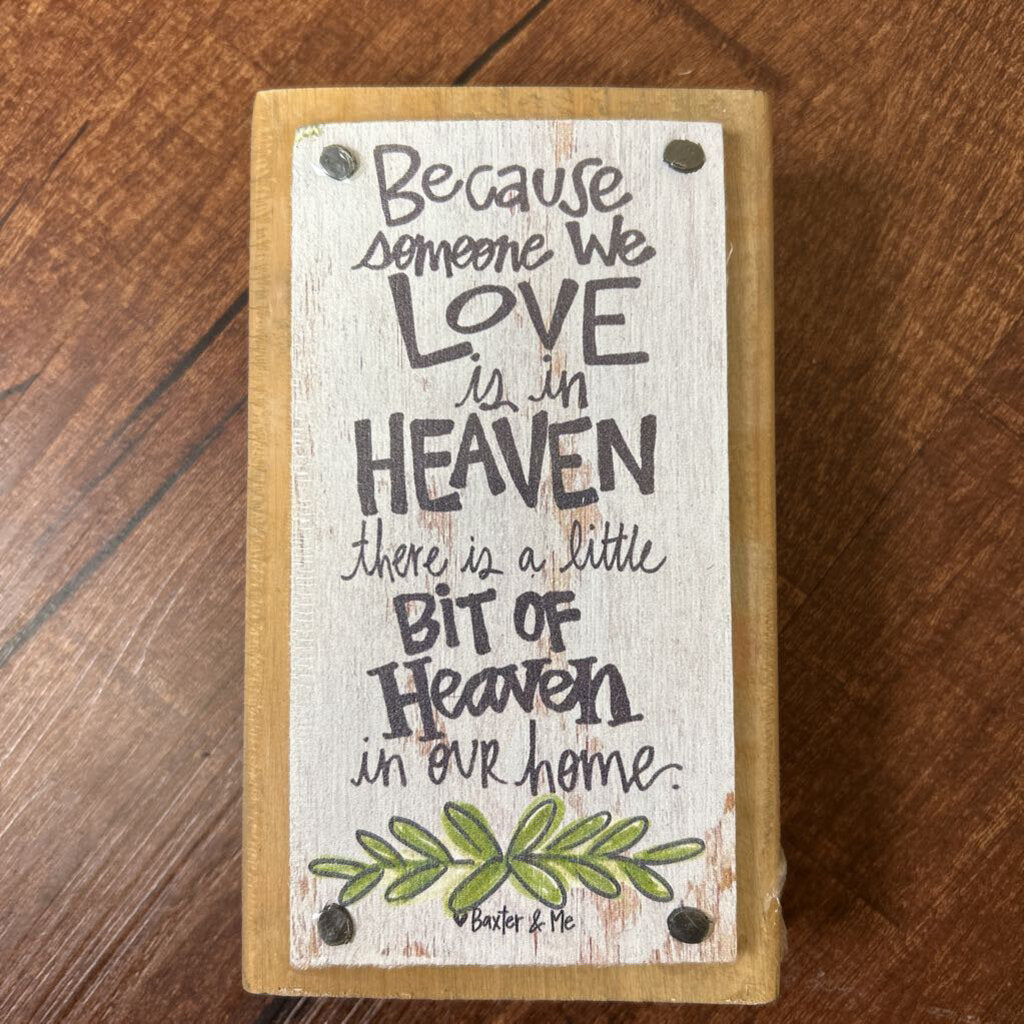 Because
someone We
LOVE
is in
HEAVEN
there is a little
BiT OF
Heaven
in OUR home.
Baxter & Me